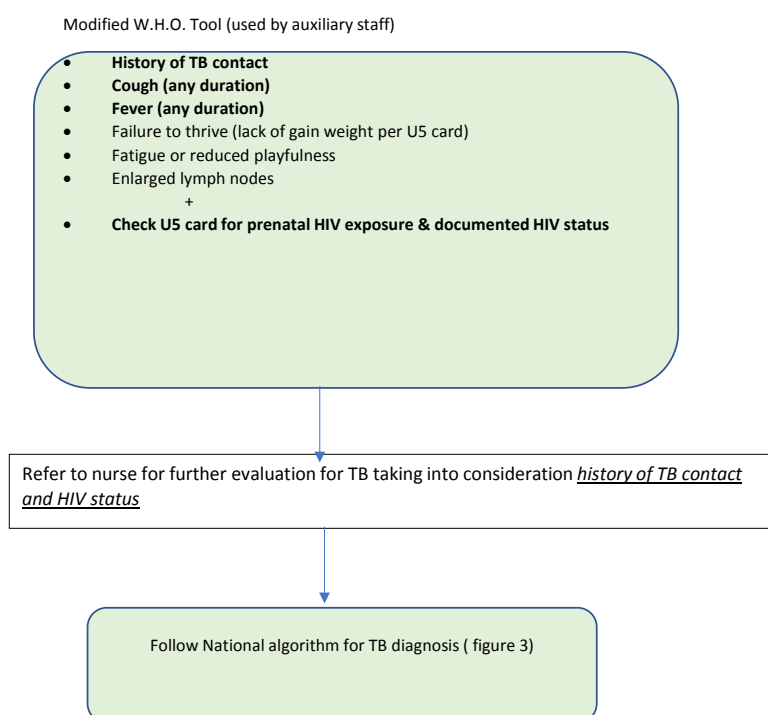 Modified W.H.O. Tool (used by auxiliary staff)
• History of TB contact
• Cough (any duration)
• Fever (any duration)
• Failure to thrive (lack of gain weight per U5 card)
• Fatigue or reduced playfulness
• Enlarged lymph nodes
+
• Check U5 card for prenatal HIV exposure & documented HIV status
Refer to nurse for further evaluation for TB taking into consideration history of TB contact
and HIV status
Follow National algorithm for TB diagnosis ( figure 3)